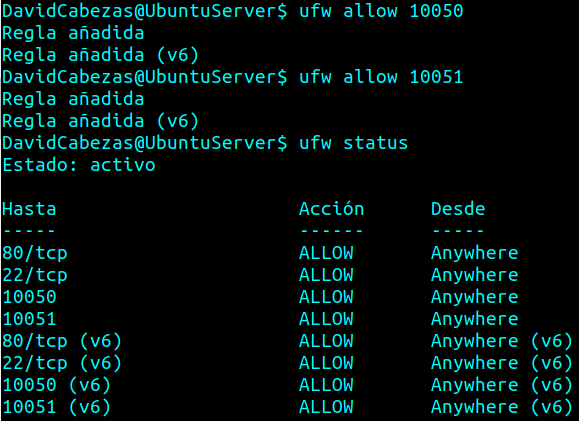 DavidCabezas@UbuntuServer$ ufw allow 10050
Regla añadida
Regla añadida (v6)
DavidCabezas@UbuntuServer$ ufw allow 10051
Regla añadida
Regla añadida (v6)
DavidCabezas@UbuntuServer$ ufw status
Estado: activo

Hasta                      Acción      Desde
-----                      ------      -----
80/tcp                     ALLOW       Anywhere
22/tcp                     ALLOW       Anywhere
10050                      ALLOW       Anywhere
10051                      ALLOW       Anywhere
80/tcp (v6)                ALLOW       Anywhere (v6)
22/tcp (v6)                ALLOW       Anywhere (v6)
10050 (v6)                 ALLOW       Anywhere (v6)
10051 (v6)                 ALLOW       Anywhere (v6)